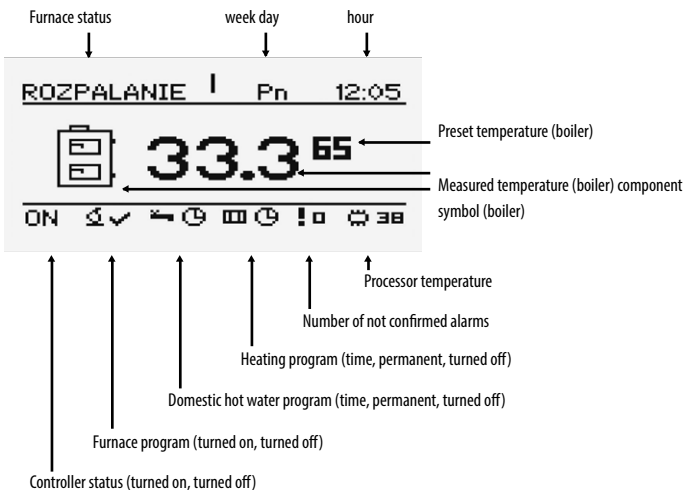 Furnace status week day hour
ROZPALANIE Pn 12:05
33.3 65
Preset temperature (boiler)
Measured temperature (boiler) component
symbol (boiler)
ON ! 0 38
Processor temperature
Number of not confirmed alarms
Heating program (time, permanent, turned off)
Domestic hot water program (time, permanent, turned off)
Furnace program (turned on, turned off)
Controller status (turned on, turned off)